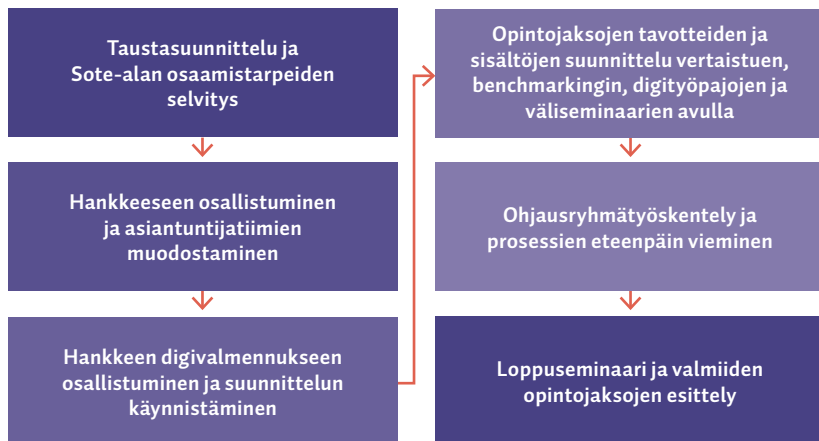 Taustasuunnittelu ja
Sote-alan osaamistarpeiden
selvitys
Hankkeeseen osallistuminen
ja asiantuntijatiimien
muodostaminen
Hankkeen digivalmennukseen
osallistuminen ja suunnittelun
käynnistäminen
Opintojaksojen tavotteiden ja
sisältöjen suunnittelu vertaistuen,
benchmarkingin, digityöpajojen ja
väliseminaarien avulla
Ohjausryhmätyöskentely ja
prosessien eteenpäin vieminen
Loppuseminaari ja valmiiden
opintojaksojen esittely